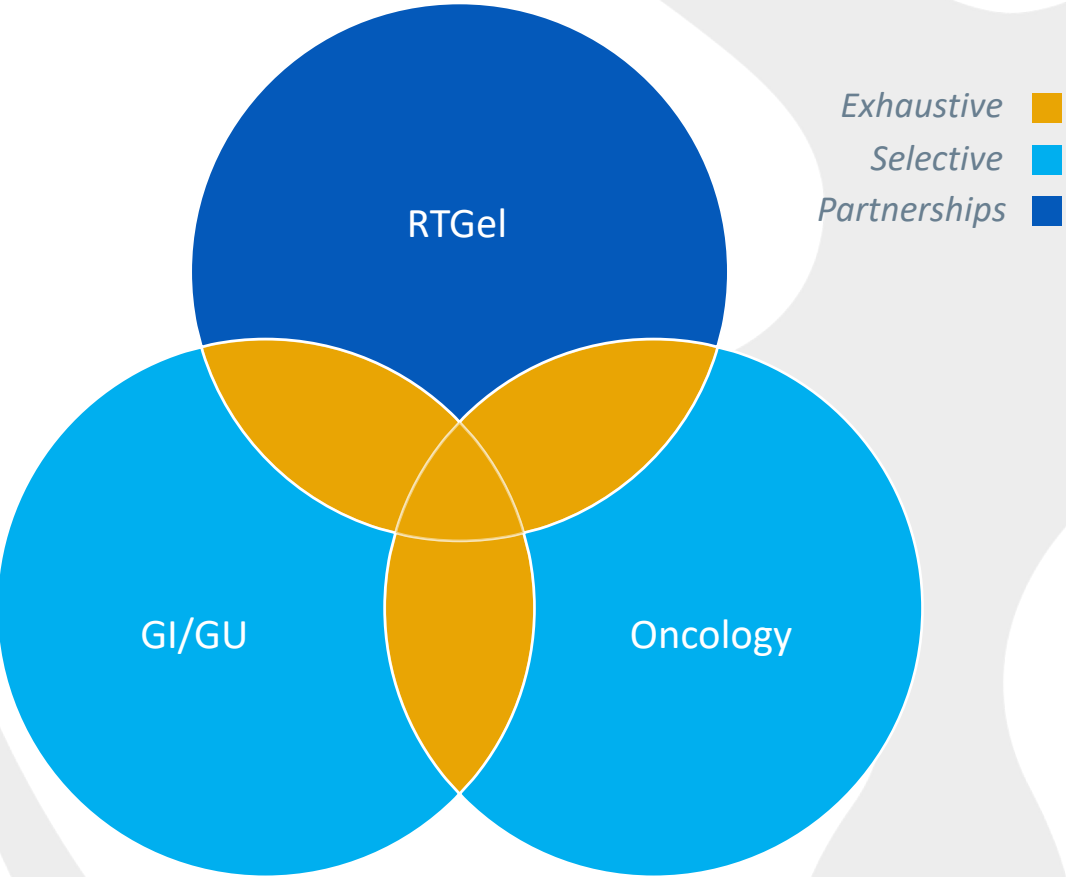 Exhaustive
Selective
Partnerships
RTGel
GI/GU
Oncology